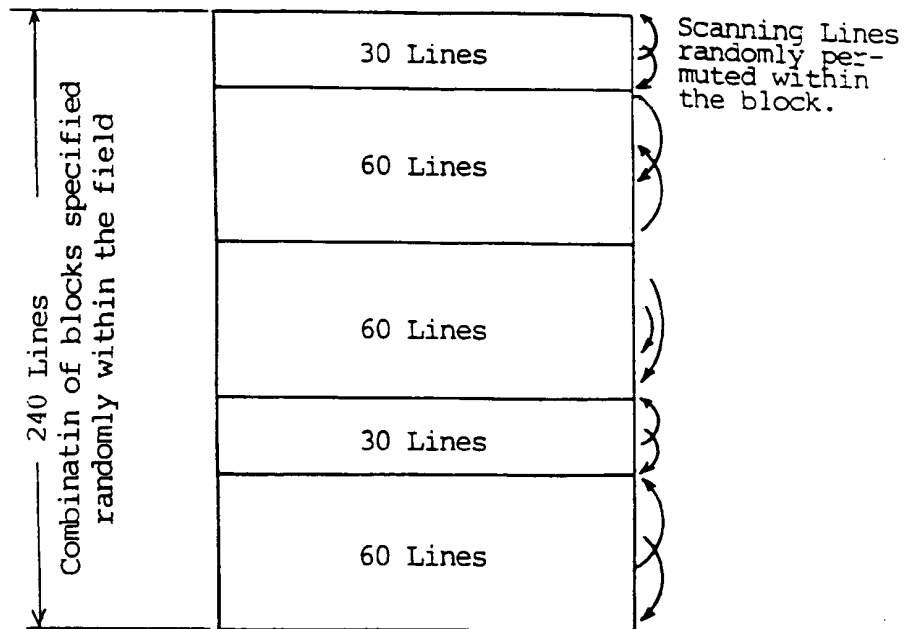 Scanning Lines
randomly per-
muted within
the block.
30 Lines
60 Lines
60 Lines
30 Lines
60 Lines
240 Lines
Combinatin of blocks specified
randomly within the field